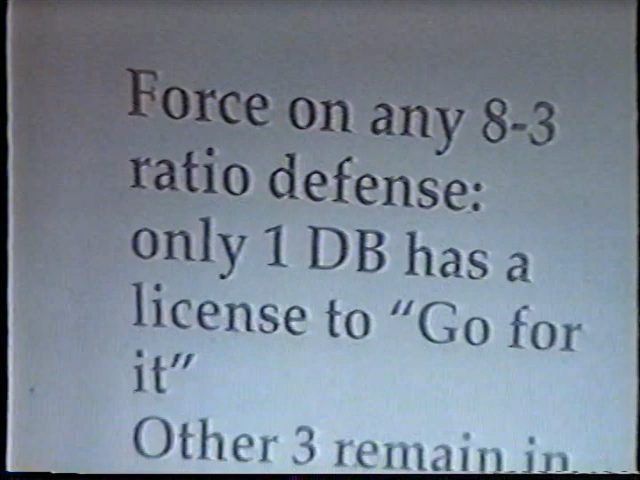 Force on any 8-3
ratio defense:
only 1 DB has a
license to “Go for
it”
Other 3 remain in